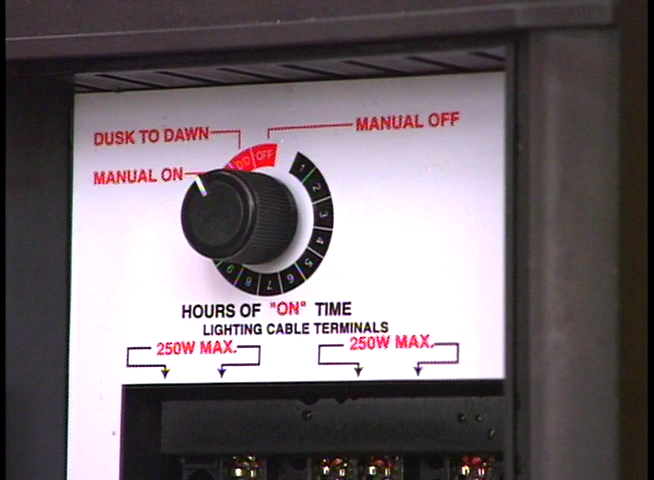 DUSK TO DAWN
MANUAL OFF
MANUAL ON
D/D OFF
1
2
3
4
5
6
7
8
9
HOURS OF "ON" TIME
LIGHTING CABLE TERMINALS
250W MAX. 250W MAX.